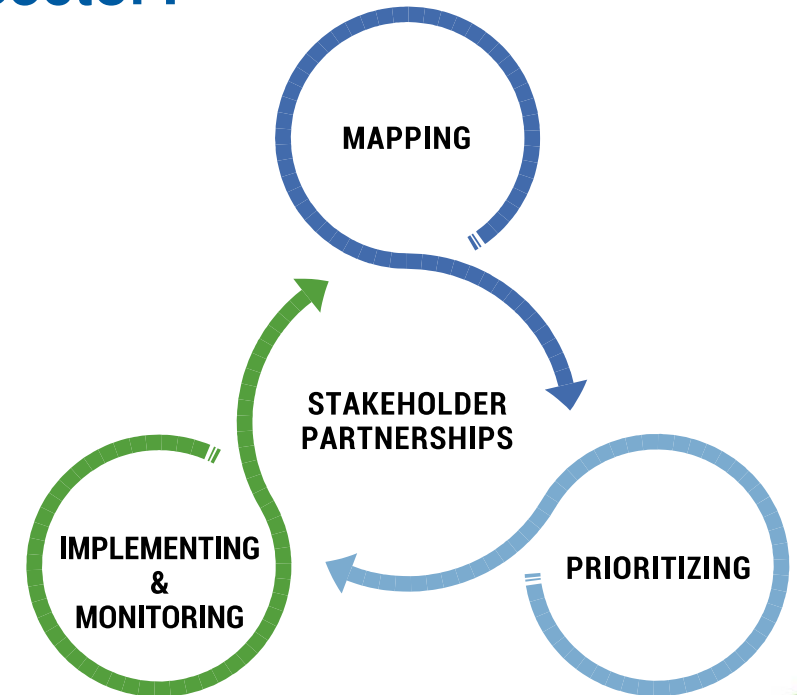 MAPPING
STAKEHOLDER
PARTNERSHIPS
IMPLEMENTING
&
MONITORING
PRIORITIZING